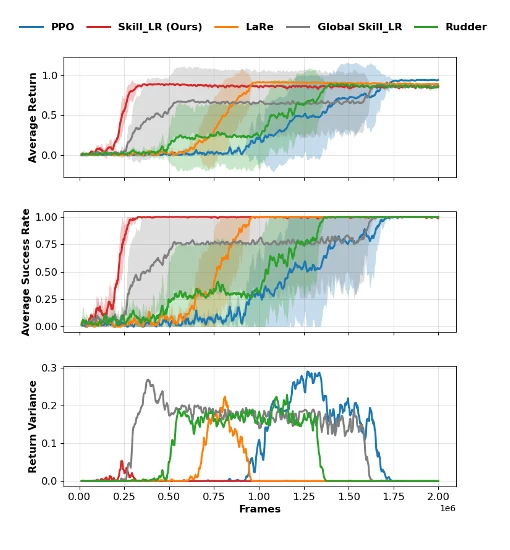 PPO Skill_LR (Ours) LaRe Global Skill_LR Rudder
Average Return
1.0
0.5
0.0
Average Success Rate
1.00
0.75
0.50
0.25
0.00
Return Variance
0.3
0.2
0.1
0.0
0.00 0.25 0.50 0.75 1.00 1.25 1.50 1.75 2.00
1e6
Frames